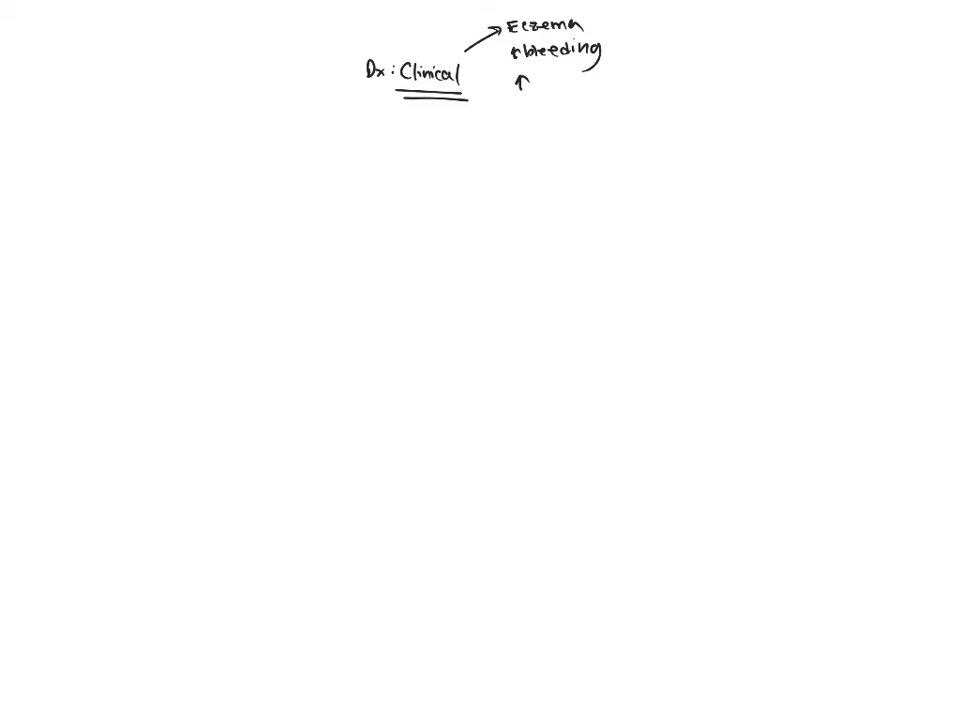 Eczema
↑ bleeding
Dx: Clinical
↑